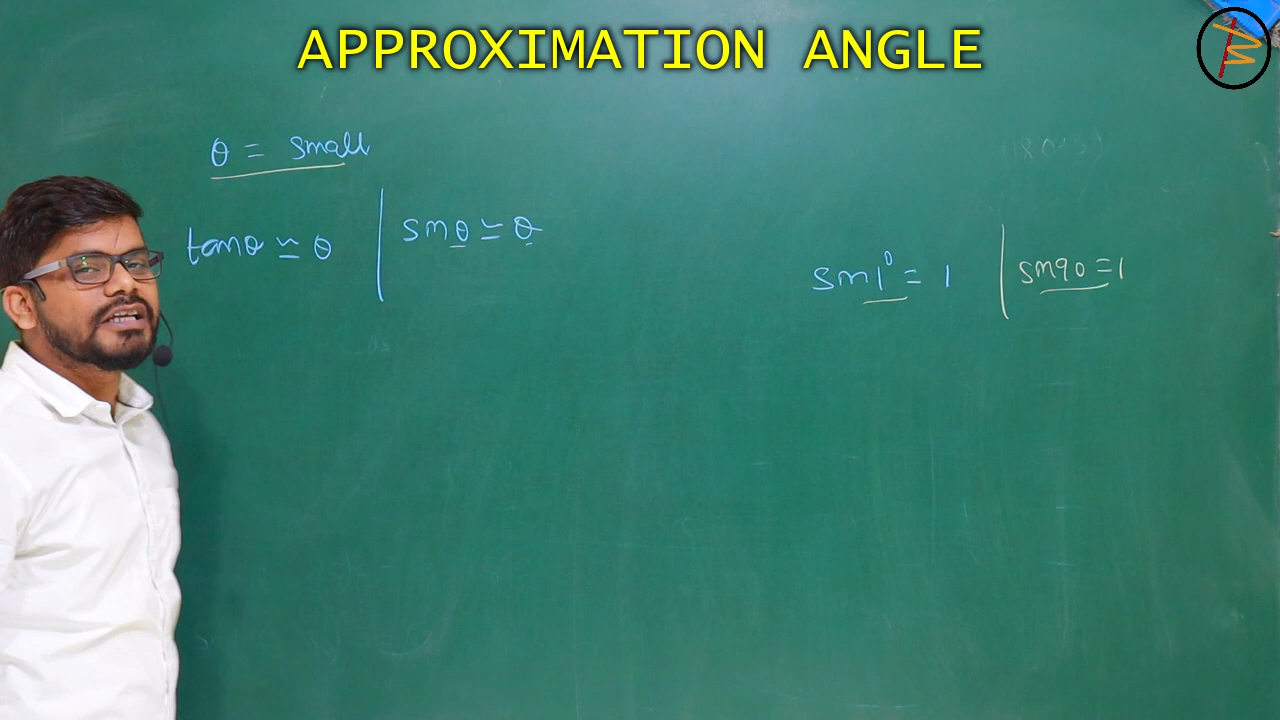 APPROXIMATION ANGLE
θ = small
tanθ ≃ θ
sinθ ≃ θ
sin1° = 1
sin90 = 1